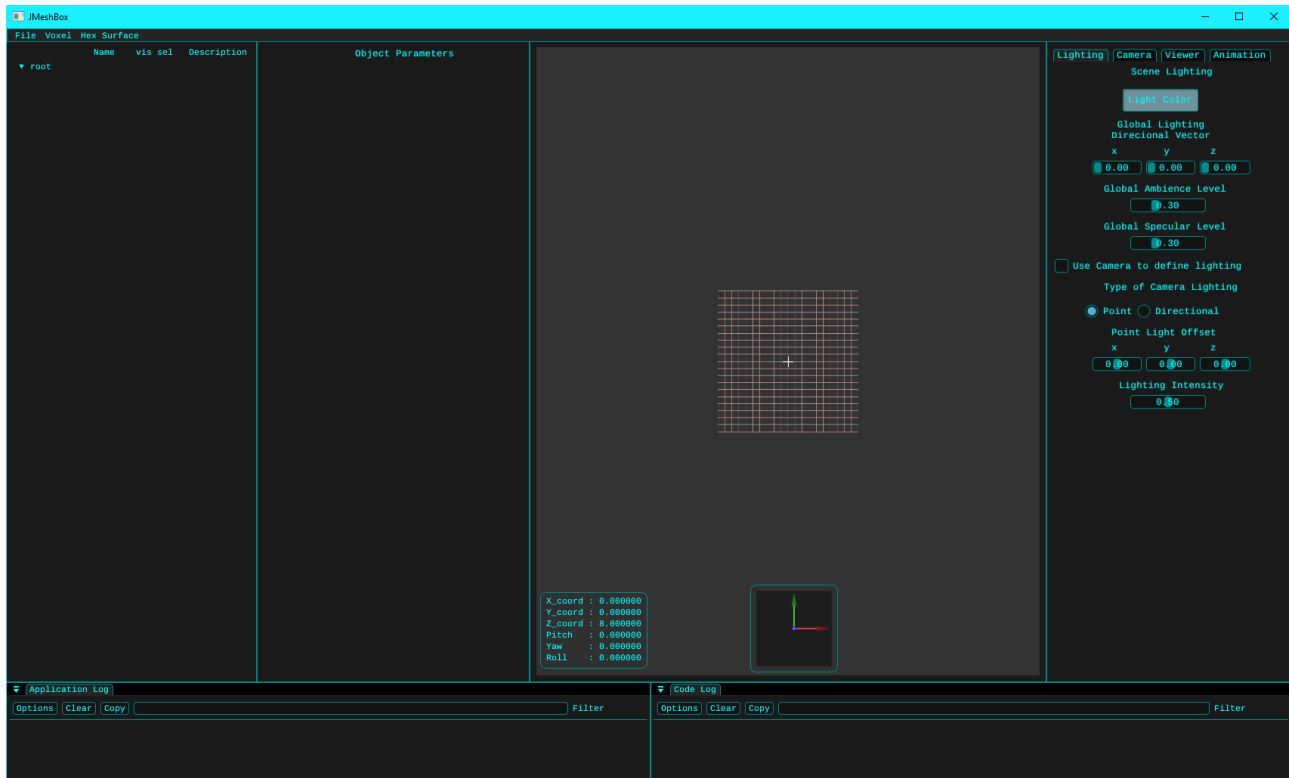 JMeshBox
File Voxel Hex Surface
Name vis sel Description
▼ root
Object Parameters
X_coord : 0.000000
Y_coord : 0.000000
Z_coord : 8.000000
Pitch : 0.000000
Yaw : 0.000000
Roll : 0.000000
Lighting Camera Viewer Animation
Scene Lighting
Light Color
Global Lighting
Direcional Vector
x y z
0.00 0.00 0.00
Global Ambience Level
0.30
Global Specular Level
0.30
Use Camera to define lighting
Type of Camera Lighting
Point Directional
Point Light Offset
x y z
0.00 0.00 0.00
Lighting Intensity
0.50
Application Log
Options Clear Copy Filter
Code Log
Options Clear Copy Filter